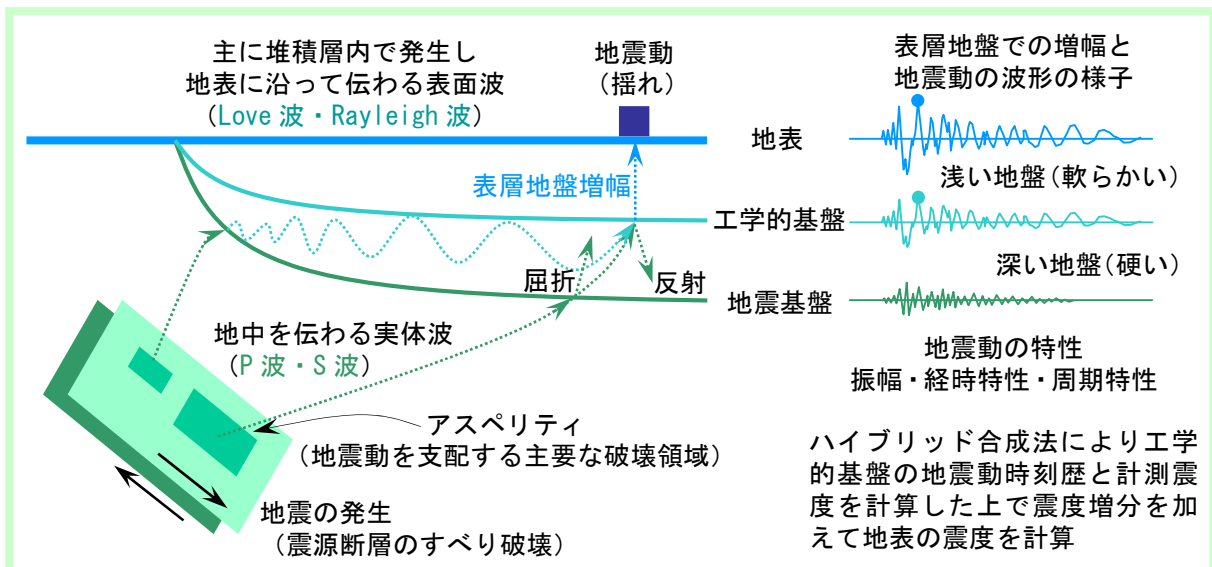 主に堆積層内で発生し
地表に沿って伝わる表面波
(Love 波・Rayleigh 波)
地震動
(揺れ)
表層地盤での増幅と
地震動の波形の様子
地表
表層地盤増幅
浅い地盤(軟らかい)
工学的基盤
深い地盤(硬い)
屈折
反射
地震基盤
地中を伝わる実体波
(P 波・S 波)
地震動の特性
振幅・経時特性・周期特性
アスペリティ
(地震動を支配する主要な破壊領域)
地震の発生
(震源断層のすべり破壊)
ハイブリッド合成法により工学
的基盤の地震動時刻歴と計測震
度を計算した上で震度増分を加
えて地表の震度を計算